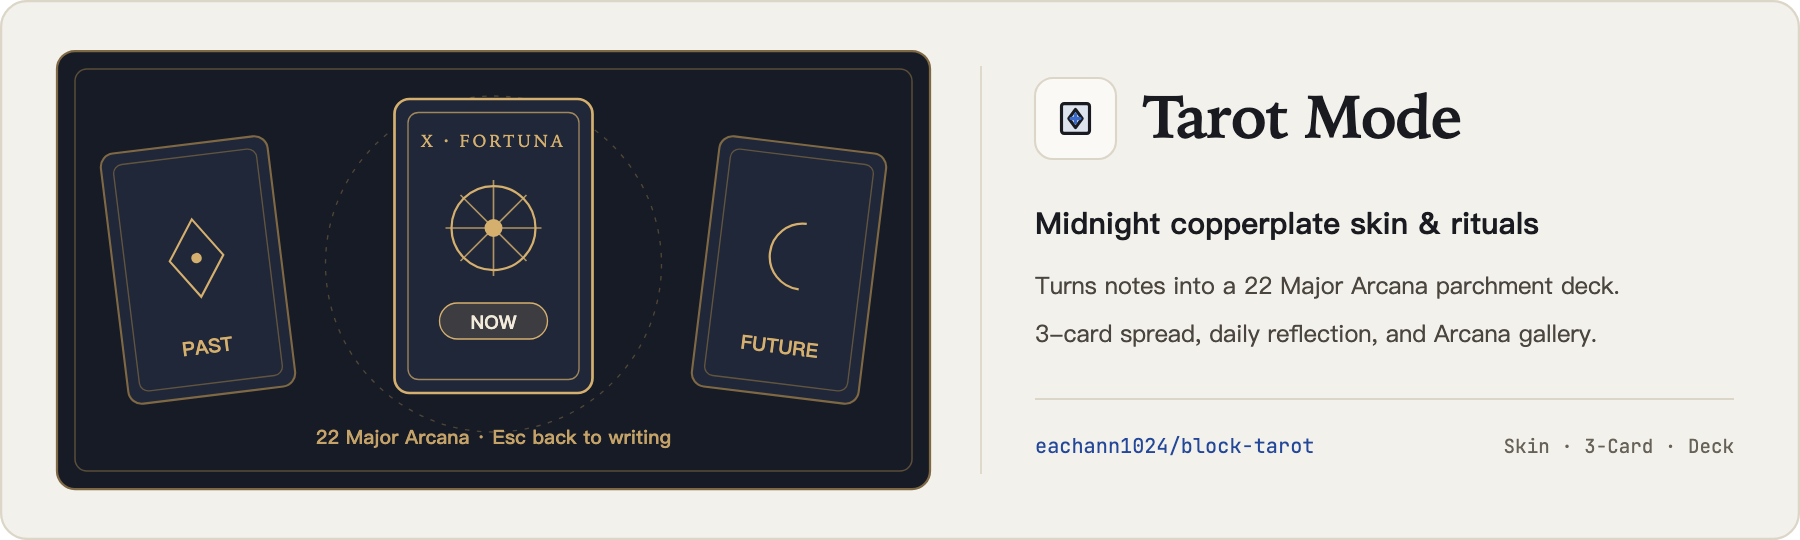 X · FORTUNA
NOW
PAST
FUTURE
22 Major Arcana · Esc back to writing
Tarot Mode
Midnight copperplate skin & rituals
Turns notes into a 22 Major Arcana parchment deck.
3–card spread, daily reflection, and Arcana gallery.
eachann1024/block-tarot
Skin · 3-Card · Deck